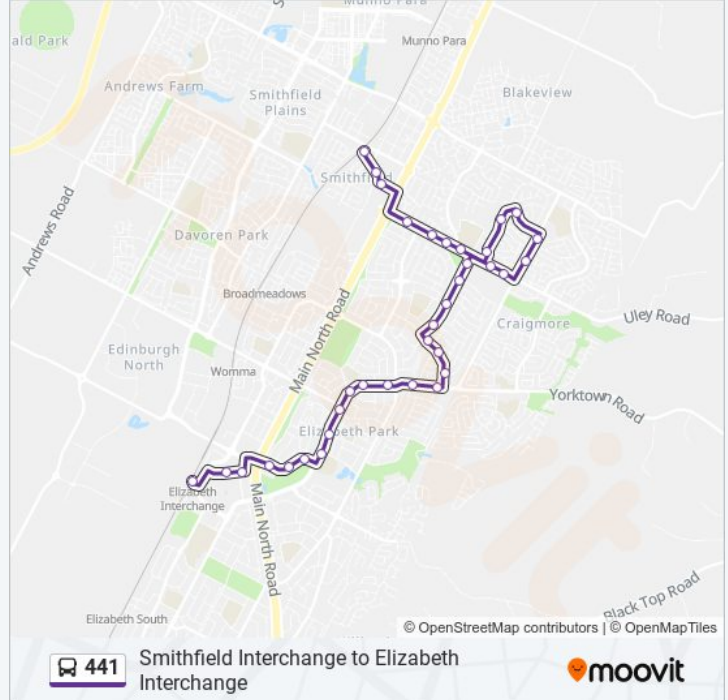 Munno Para
ald Park
Munno Para
Andrews Farm
Smithfield
Plains
Blakeview
Smithfield
Andrews Road
Davoren Park
Broadmeadows
Main North Road
Uley Road
Craigmore
Edinburgh
North
Womma
Yorktown Road
Elizabeth Park
Elizabeth
Interchange
Main North Road
Black Top Road
Elizabeth South
© OpenStreetMap contributors | © OpenMapTiles
441
Smithfield Interchange to Elizabeth
Interchange
moovit